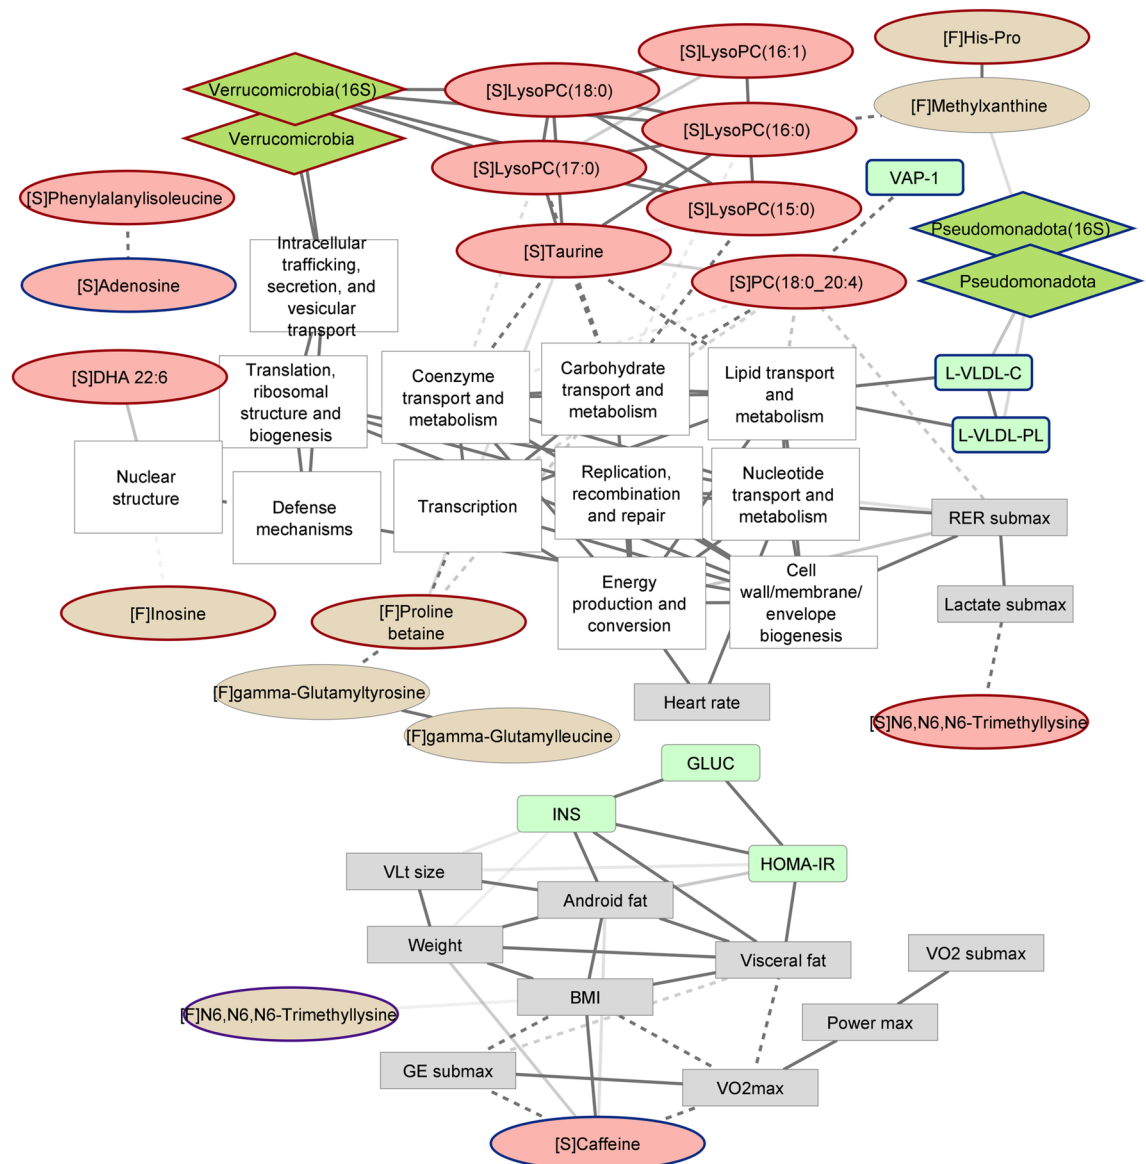 [S]LysoPC(16:1)
[F]His-Pro
Verrucomicrobia(16S)
[S]LysoPC(18:0)
[F]Methylxanthine
Verrucomicrobia
[S]LysoPC(16:0)
[S]LysoPC(17:0)
VAP-1
[S]Phenylalanylisoleucine
[S]LysoPC(15:0)
Pseudomonadota(16S)
Intracellular
trafficking,
secretion, and
vesicular
transport
[S]Taurine
[S]Adenosine
[S]PC(18:0_20:4)
Pseudomonadota
[S]DHA 22:6
Translation,
ribosomal
structure and
biogenesis
Coenzyme
transport and
metabolism
Carbohydrate
transport and
metabolism
Lipid transport
and
metabolism
L-VLDL-C
L-VLDL-PL
Nuclear
structure
Defense
mechanisms
Transcription
Replication,
recombination
and repair
Nucleotide
transport and
metabolism
RER submax
[F]Inosine
[F]Proline
betaine
Energy
production and
conversion
Cell
wall/membrane/
envelope
biogenesis
Lactate submax
[F]gamma-Glutamyltyrosine
Heart rate
[S]N6,N6,N6-Trimethyllysine
[F]gamma-Glutamylleucine
GLUC
INS
HOMA-IR
VLt size
Android fat
Weight
Visceral fat
VO2 submax
BMI
[F]N6,N6,N6-Trimethyllysine
Power max
GE submax
VO2max
[S]Caffeine